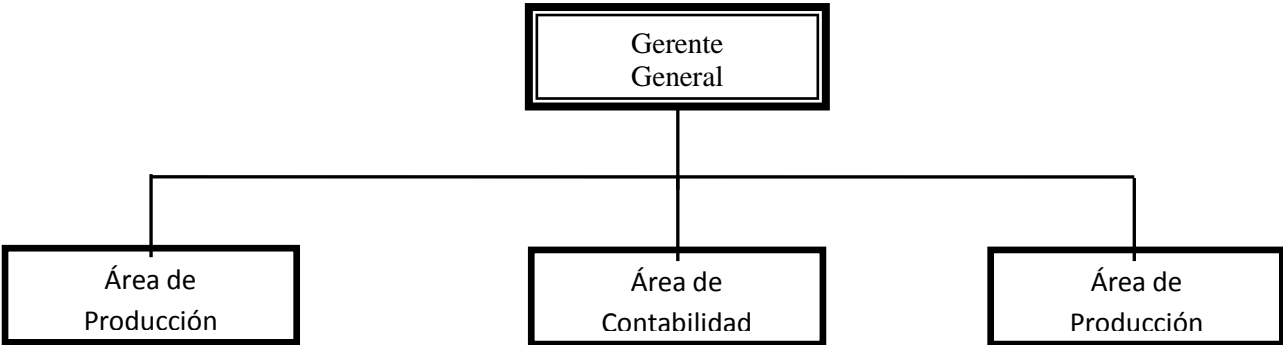 Gerente
General
Área de
Producción
Área de
Contabilidad
Área de
Producción